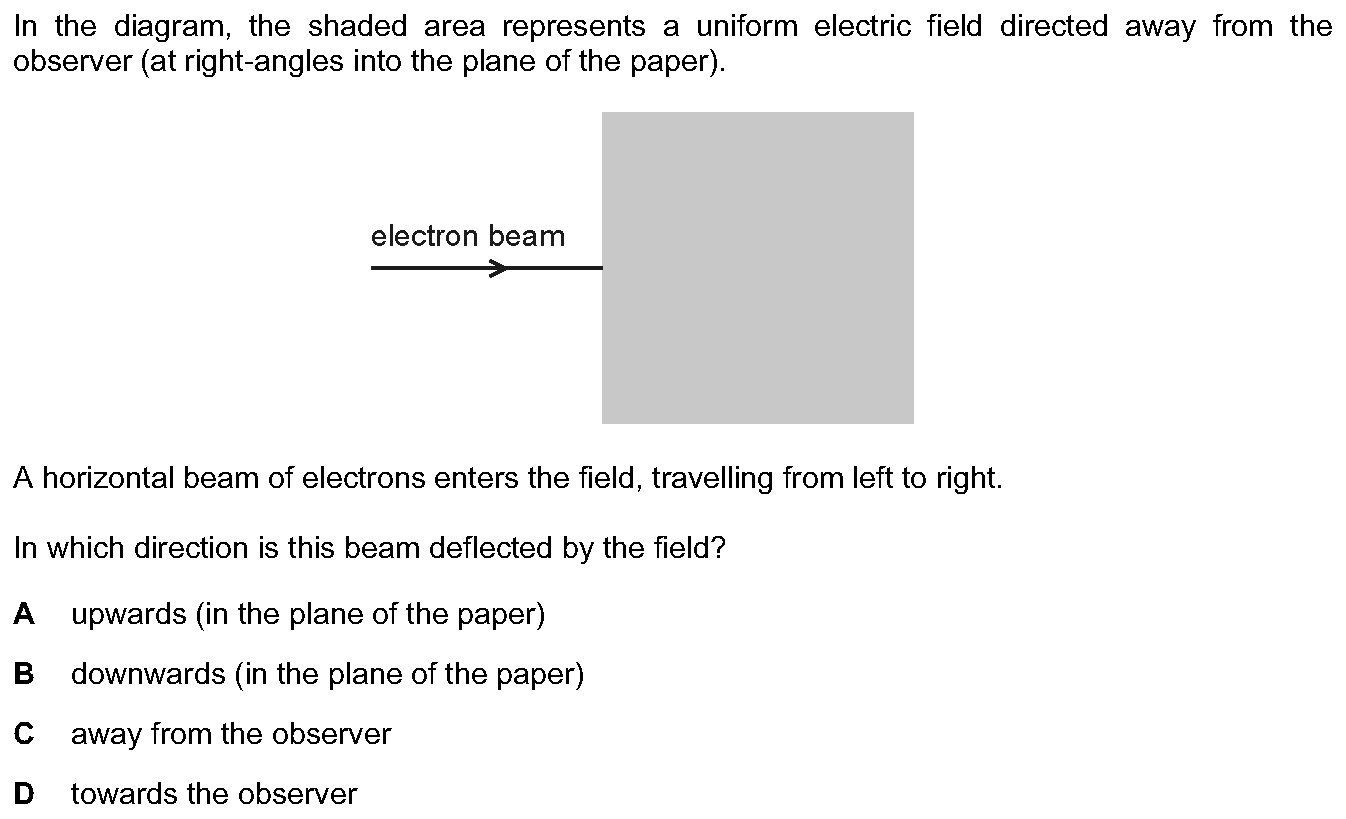 In the diagram, the shaded area represents a uniform electric field directed away from the
observer (at right-angles into the plane of the paper).
electron beam
A horizontal beam of electrons enters the field, travelling from left to right.
In which direction is this beam deflected by the field?
A upwards (in the plane of the paper)
B downwards (in the plane of the paper)
C away from the observer
D towards the observer